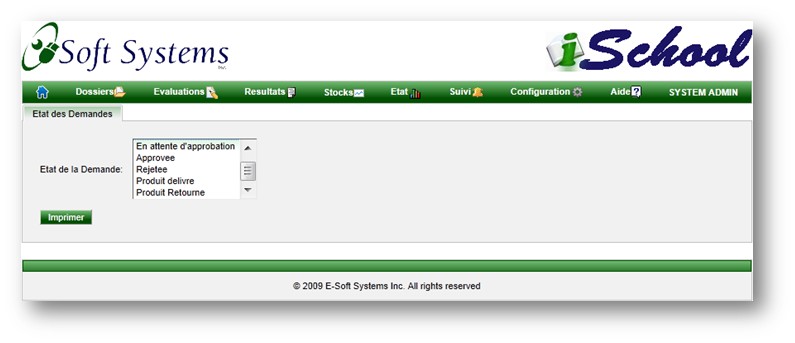 Soft Systems Inc.
iSchool
Dossiers Evaluations Resultats Stocks Etat Suivi Configuration Aide SYSTEM ADMIN
Etat des Demandes
Etat de la Demande:
En attente d'approbation
Approvee
Rejetee
Produit delivre
Produit Retourne
Imprimer
© 2009 E-Soft Systems Inc. All rights reserved